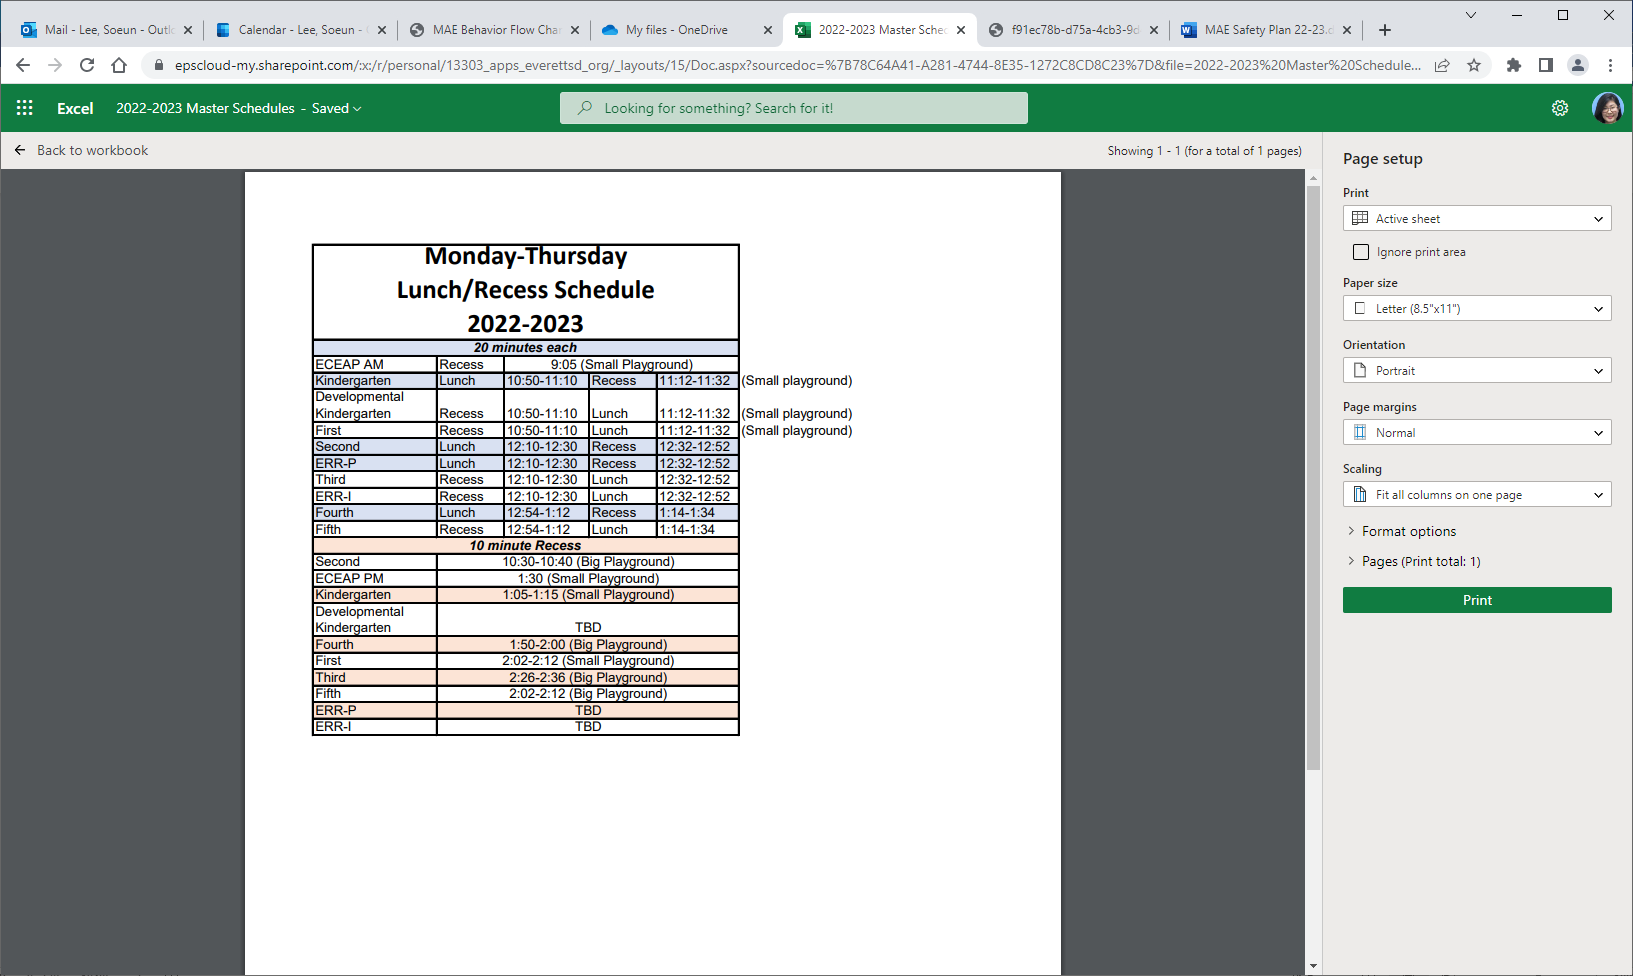 Mail - Lee, Soeun - Outl
Calendar - Lee, Soeun -
MAE Behavior Flow Cha
My files - OneDrive
2022-2023 Master Sched
f91ec78b-d75a-4cb3-9d
MAE Safety Plan 22-23.d
epscloud-my.sharepoint.com/:x:/r/personal/13303_apps_everettsd_org/_layouts/15/Doc.aspx?sourcedoc=%7B78C64A41-A281-4744-8E35-1272C8CD8C23%7D&file=2022-2023%20Master%20Schedule...
Excel 2022-2023 Master Schedules - Saved
Looking for something? Search for it!
Back to workbook
Showing 1 - 1 (for a total of 1 pages)
Monday-Thursday
Lunch/Recess Schedule
2022-2023
20 minutes each
ECEAP AM Recess 9:05 (Small Playground)
Kindergarten Lunch 10:50-11:10 Recess 11:12-11:32 (Small playground)
Developmental
Kindergarten Recess 10:50-11:10 Lunch 11:12-11:32 (Small playground)
First Recess 10:50-11:10 Lunch 11:12-11:32 (Small playground)
Second Lunch 12:10-12:30 Recess 12:32-12:52
ERR-P Lunch 12:10-12:30 Recess 12:32-12:52
Third Recess 12:10-12:30 Lunch 12:32-12:52
ERR-I Recess 12:10-12:30 Lunch 12:32-12:52
Fourth Lunch 12:54-1:12 Recess 1:14-1:34
Fifth Recess 12:54-1:12 Lunch 1:14-1:34
10 minute Recess
Second 10:30-10:40 (Big Playground)
ECEAP PM 1:30 (Small Playground)
Kindergarten 1:05-1:15 (Small Playground)
Developmental
Kindergarten TBD
Fourth 1:50-2:00 (Big Playground)
First 2:02-2:12 (Small Playground)
Third 2:26-2:36 (Big Playground)
Fifth 2:02-2:12 (Big Playground)
ERR-P TBD
ERR-I TBD
Page setup
Print
Active sheet
Ignore print area
Paper size
Letter (8.5"x11")
Orientation
Portrait
Page margins
Normal
Scaling
Fit all columns on one page
Format options
Pages (Print total: 1)
Print